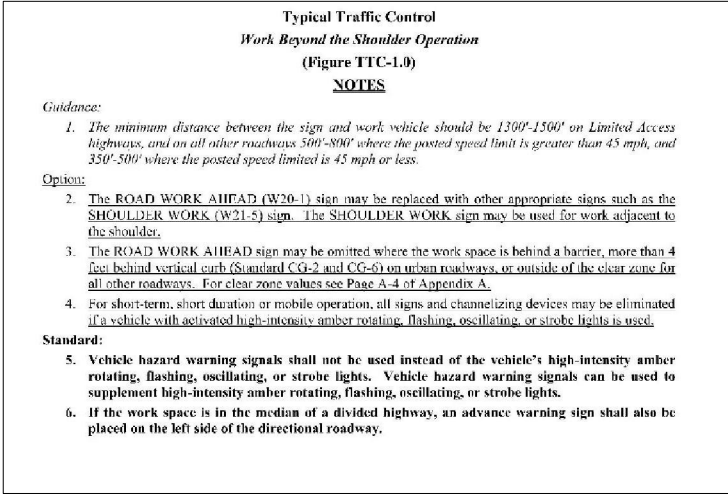 Typical Traffic Control
Work Beyond the Shoulder Operation
(Figure TTC-1.0)
NOTES
Guidance:
1. The minimum distance between the sign and work vehicle should be 1300'-1500' on Limited Access
highways, and on all other roadways 500'-800' where the posted speed limit is greater than 45 mph, and
350'-500' where the posted speed limited is 45 mph or less.
Option:
2. The ROAD WORK AHEAD (W20-1) sign may be replaced with other appropriate signs such as the
SHOULDER WORK (W21-5) sign. The SHOULDER WORK sign may be used for work adjacent to
the shoulder.
3. The ROAD WORK AHEAD sign may be omitted where the work space is behind a barrier, more than 4
feet behind vertical curb (Standard CG-2 and CG-6) on urban roadways, or outside of the clear zone for
all other roadways. For clear zone values see Page A-4 of Appendix A.
4. For short-term, short duration or mobile operation, all signs and channelizing devices may be eliminated
if a vehicle with activated high-intensity amber rotating, flashing, oscillating, or strobe lights is used.
Standard:
5. Vehicle hazard warning signals shall not be used instead of the vehicle's high-intensity amber
rotating, flashing, oscillating, or strobe lights. Vehicle hazard warning signals can be used to
supplement high-intensity amber rotating, flashing, oscillating, or strobe lights.
6. If the work space is in the median of a divided highway, an advance warning sign shall also be
placed on the left side of the directional roadway.